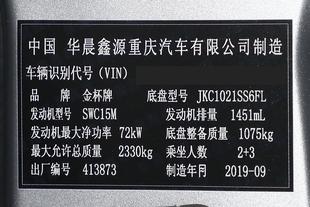 中国 华晨鑫源重庆汽车有限公司制造
车辆识别代号(VIN)
品 牌 金杯牌 底盘型号 JKC1021SS6FL
发动机型号 SWC15M 发动机排量 1451mL
发动机最大净功率 72kW 底盘整备质量 1075kg
最大允许总质量 2330kg 乘坐人数 2+3
出厂编号 413873 制造年月 2019-09